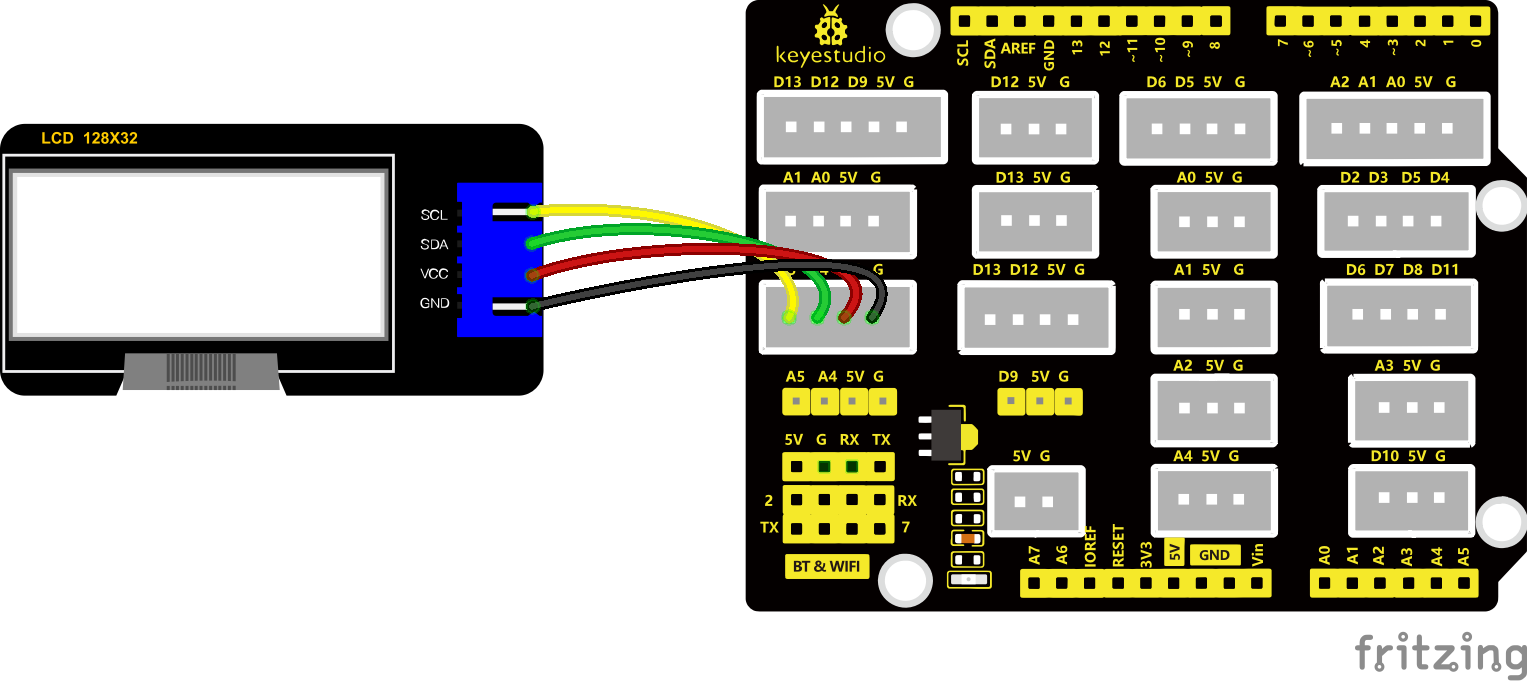 LCD 128X32
SCL
SDA
VCC
GND
keyestudio
SCL SDA AREF GND 13 12 ~11 ~10 ~9 8
7 ~6 ~5 4 ~3 2 1 0
D13 D12 D9 5V G
D12 5V G
D6 D5 5V G
A2 A1 A0 5V G
A1 A0 5V G
D13 5V G
A0 5V G
D2 D3 D5 D4
G
D13 D12 5V G
A1 5V G
D6 D7 D8 D11
A5 A4 5V G
D9 5V G
A2 5V G
A3 5V G
5V G RX TX
5V G
A4 5V G
D10 5V G
2 RX
TX 7
BT & WIFI
A7 A6 IOREF RESET 3V3 5V GND Vin
A0 A1 A2 A3 A4 A5
fritzing